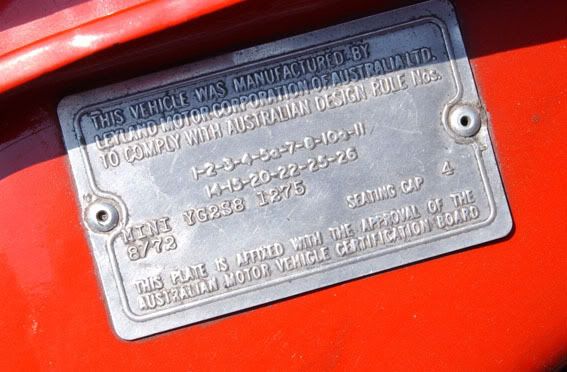 THIS VEHICLE WAS MANUFACTURED BY
LEYLAND MOTOR CORPORATION OF AUSTRALIA LTD.
TO COMPLY WITH AUSTRALIAN DESIGN RULE Nos.
1-2-3-4-5a-7-8-10a-11
14-15-20-22-25-26
MINI YG2S8 1275 SEATING CAP 4
8/72
THIS PLATE IS AFFIXED WITH THE APPROVAL OF THE
AUSTRALIAN MOTOR VEHICLE CERTIFICATION BOARD